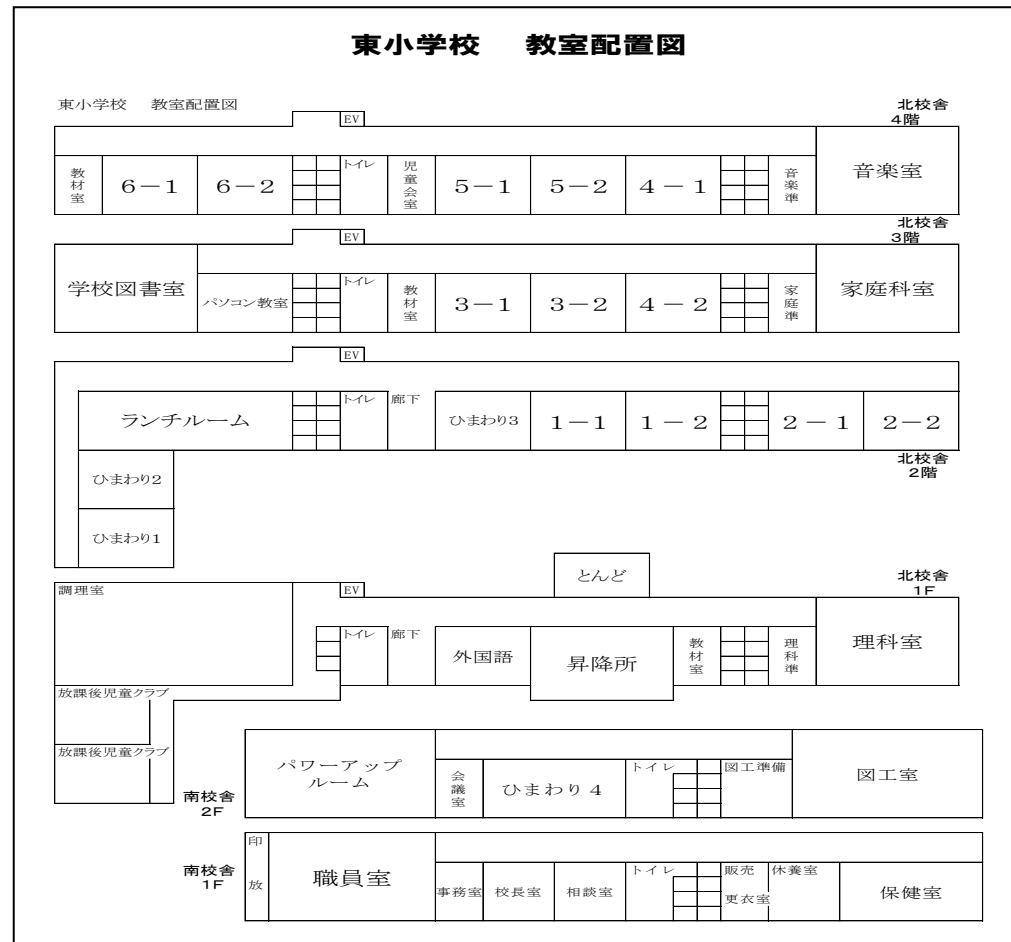 東小学校　教室配置図
東小学校　教室配置図
北校舎
4階
EV
教材室
6－1
6－2
トイレ
児童会室
5－1
5－2
4－1
音楽準
音楽室
北校舎
3階
EV
学校図書室
パソコン教室
トイレ
教材室
3－1
3－2
4－2
家庭準
家庭科室
EV
ランチルーム
トイレ
廊下
ひまわり3
1－1
1－2
2－1
2－2
北校舎
2階
ひまわり2
ひまわり1
とんど
北校舎
1F
調理室
EV
トイレ
廊下
外国語
昇降所
教材室
理科準
理科室
放課後児童クラブ
放課後児童クラブ
南校舎
2F
パワーアップ
ルーム
会議室
ひまわり4
トイレ
図工準備
図工室
南校舎
1F
印
放
職員室
事務室
校長室
相談室
トイレ
販売
更衣室
休養室
保健室